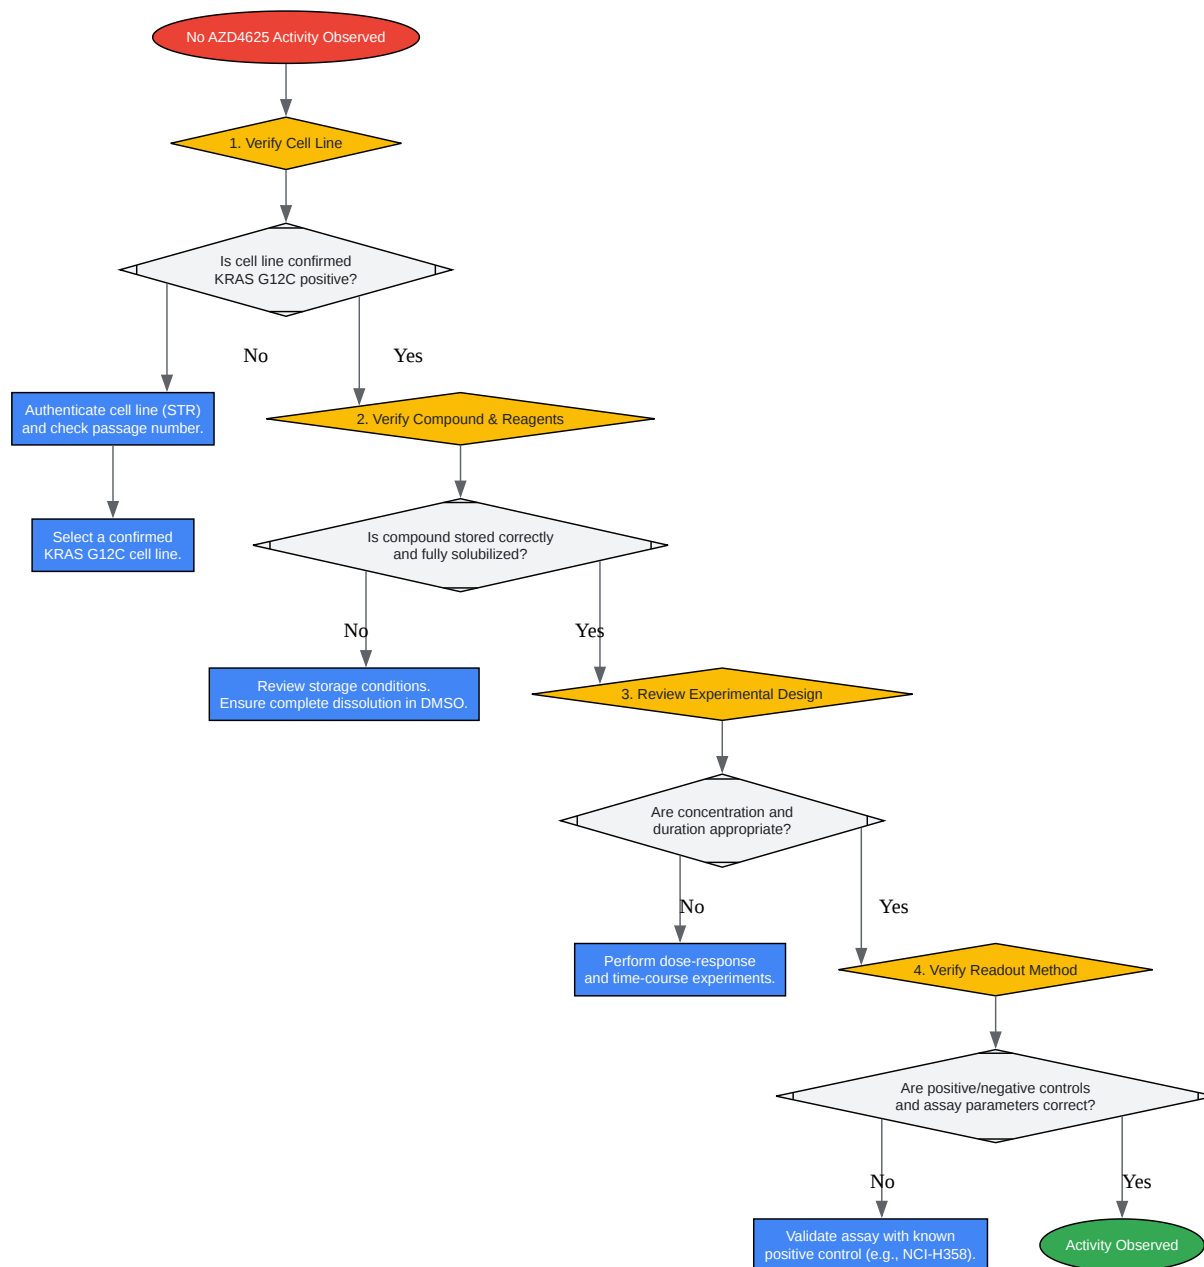 No AZD4625 Activity Observed
1. Verify Cell Line
Is cell line confirmed
KRAS G12C positive?
No
Yes
Authenticate cell line (STR)
and check passage number.
2. Verify Compound & Reagents
Select a confirmed
KRAS G12C cell line.
Is compound stored correctly
and fully solubilized?
No
Yes
Review storage conditions.
Ensure complete dissolution in DMSO.
3. Review Experimental Design
Are concentration and
duration appropriate?
No
Yes
Perform dose-response
and time-course experiments.
4. Verify Readout Method
Are positive/negative controls
and assay parameters correct?
No
Yes
Validate assay with known
positive control (e.g., NCI-H358).
Activity Observed